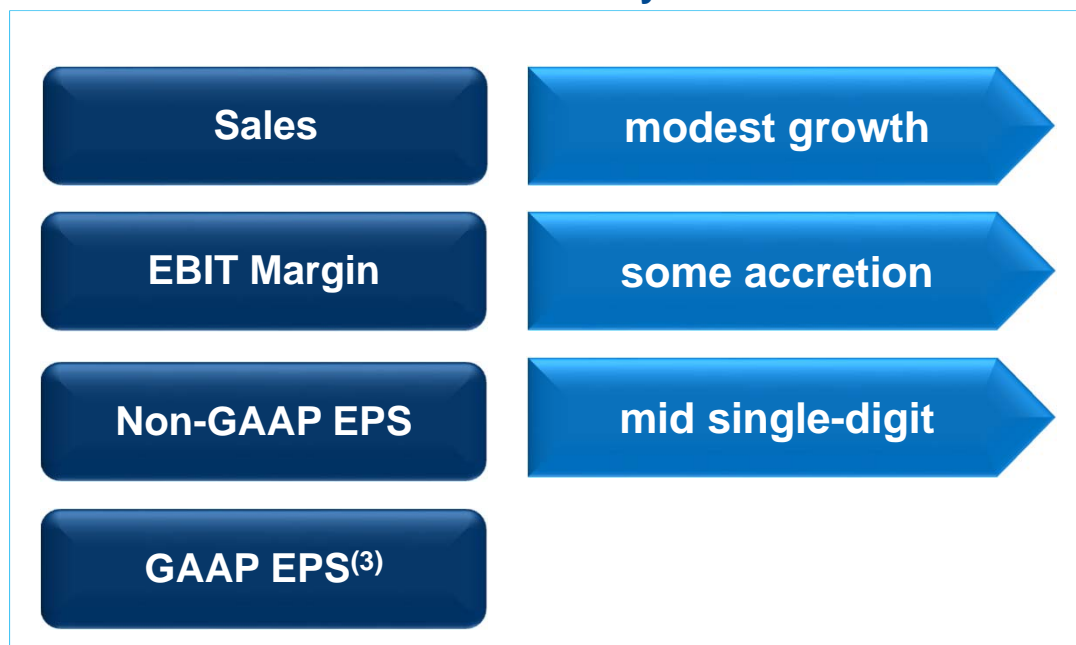 Sales
modest growth
EBIT Margin
some accretion
Non-GAAP EPS
mid single-digit
GAAP EPS(3)